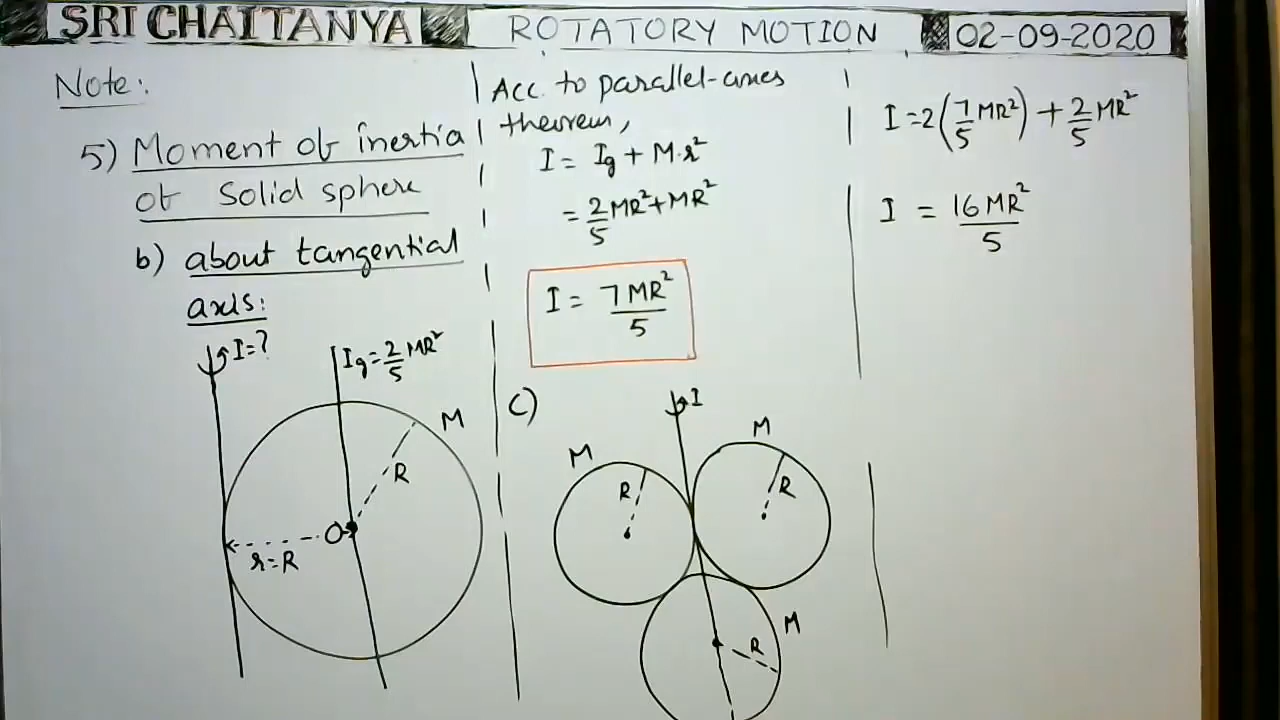 SRI CHAITANYA
ROTATORY MOTION
02-09-2020
Note:
5) Moment of inertia
of solid sphere
b) about tangential
axis:
I=?
Ig=2/5 MR²
M
R
O
r=R
Acc. to parallel-axes
theorem,
I = Ig + M.r²
= 2/5 MR² + MR²
I = 7MR²/5
c)
I
M
M
R
R
M
R
I=2(7/5 MR²) + 2/5 MR²
I = 16MR²/5